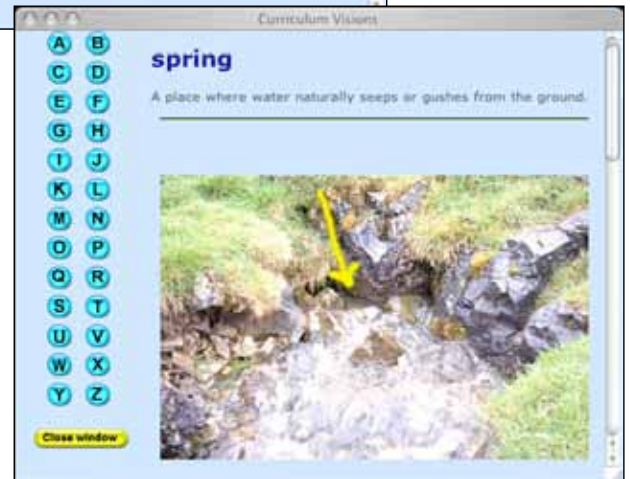 Curriculum Visions
A B
C D
E F
G H
I J
K L
M N
O P
Q R
S T
U V
W X
Y Z
Close window
spring
A place where water naturally seeps or gushes from the ground.